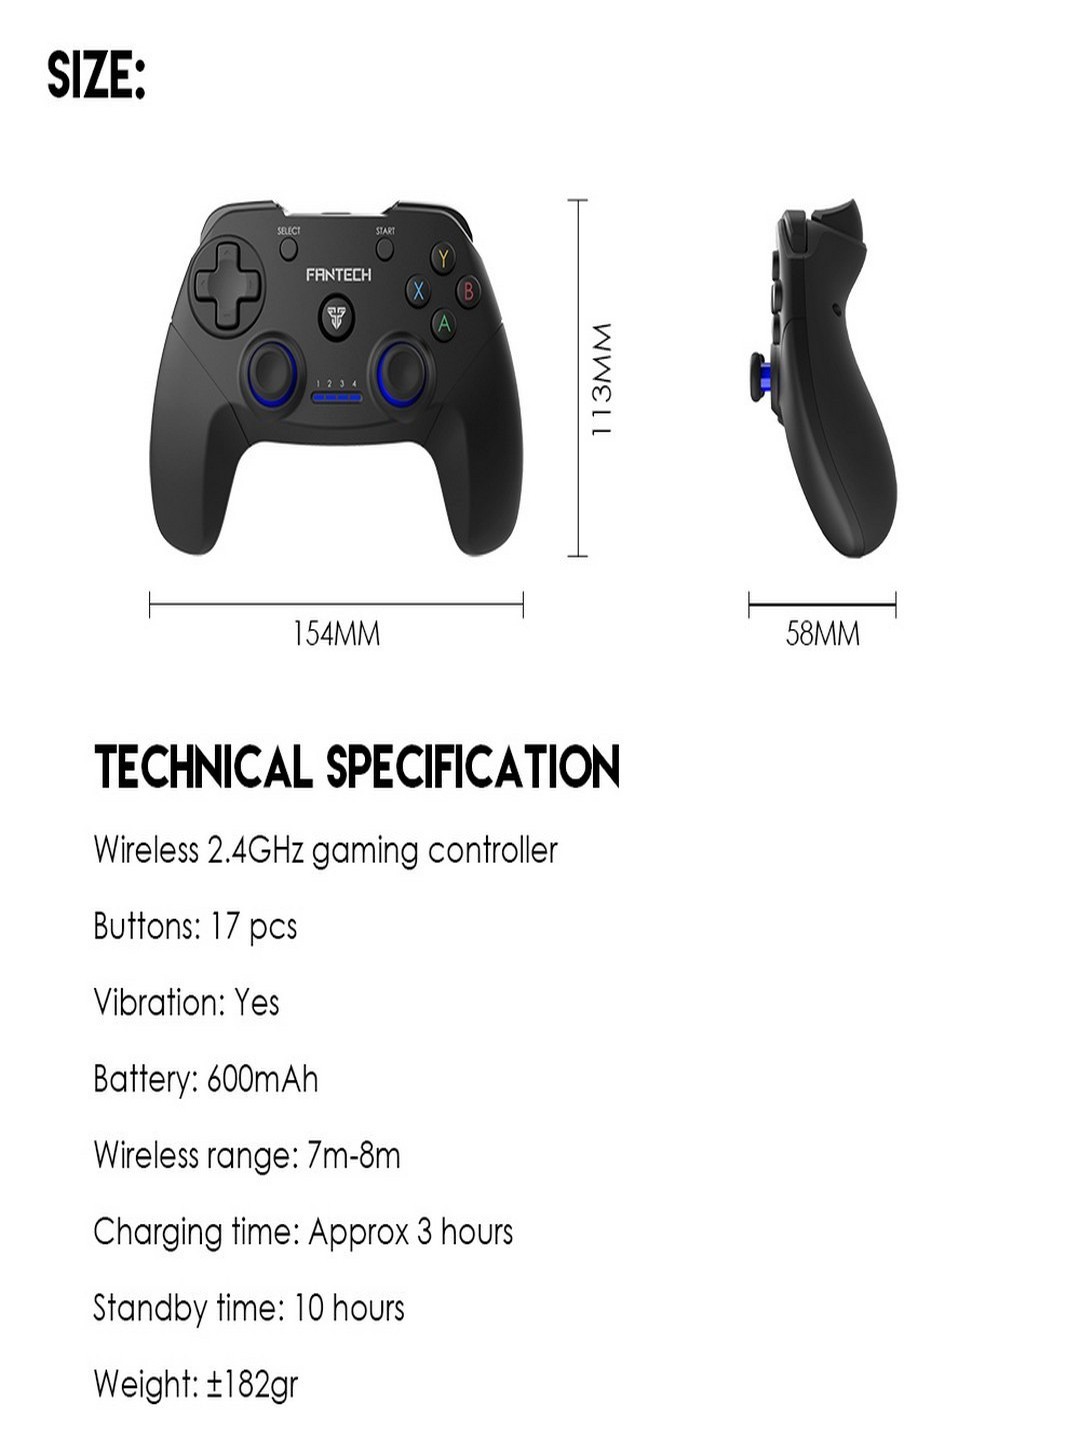 SIZE:
SELECT
START
FANTECH
Y
X
B
A
1 2 3 4
113MM
154MM
58MM
TECHNICAL SPECIFICATION
Wireless 2.4GHz gaming controller
Buttons: 17 pcs
Vibration: Yes
Battery: 600mAh
Wireless range: 7m-8m
Charging time: Approx 3 hours
Standby time: 10 hours
Weight: ±182gr